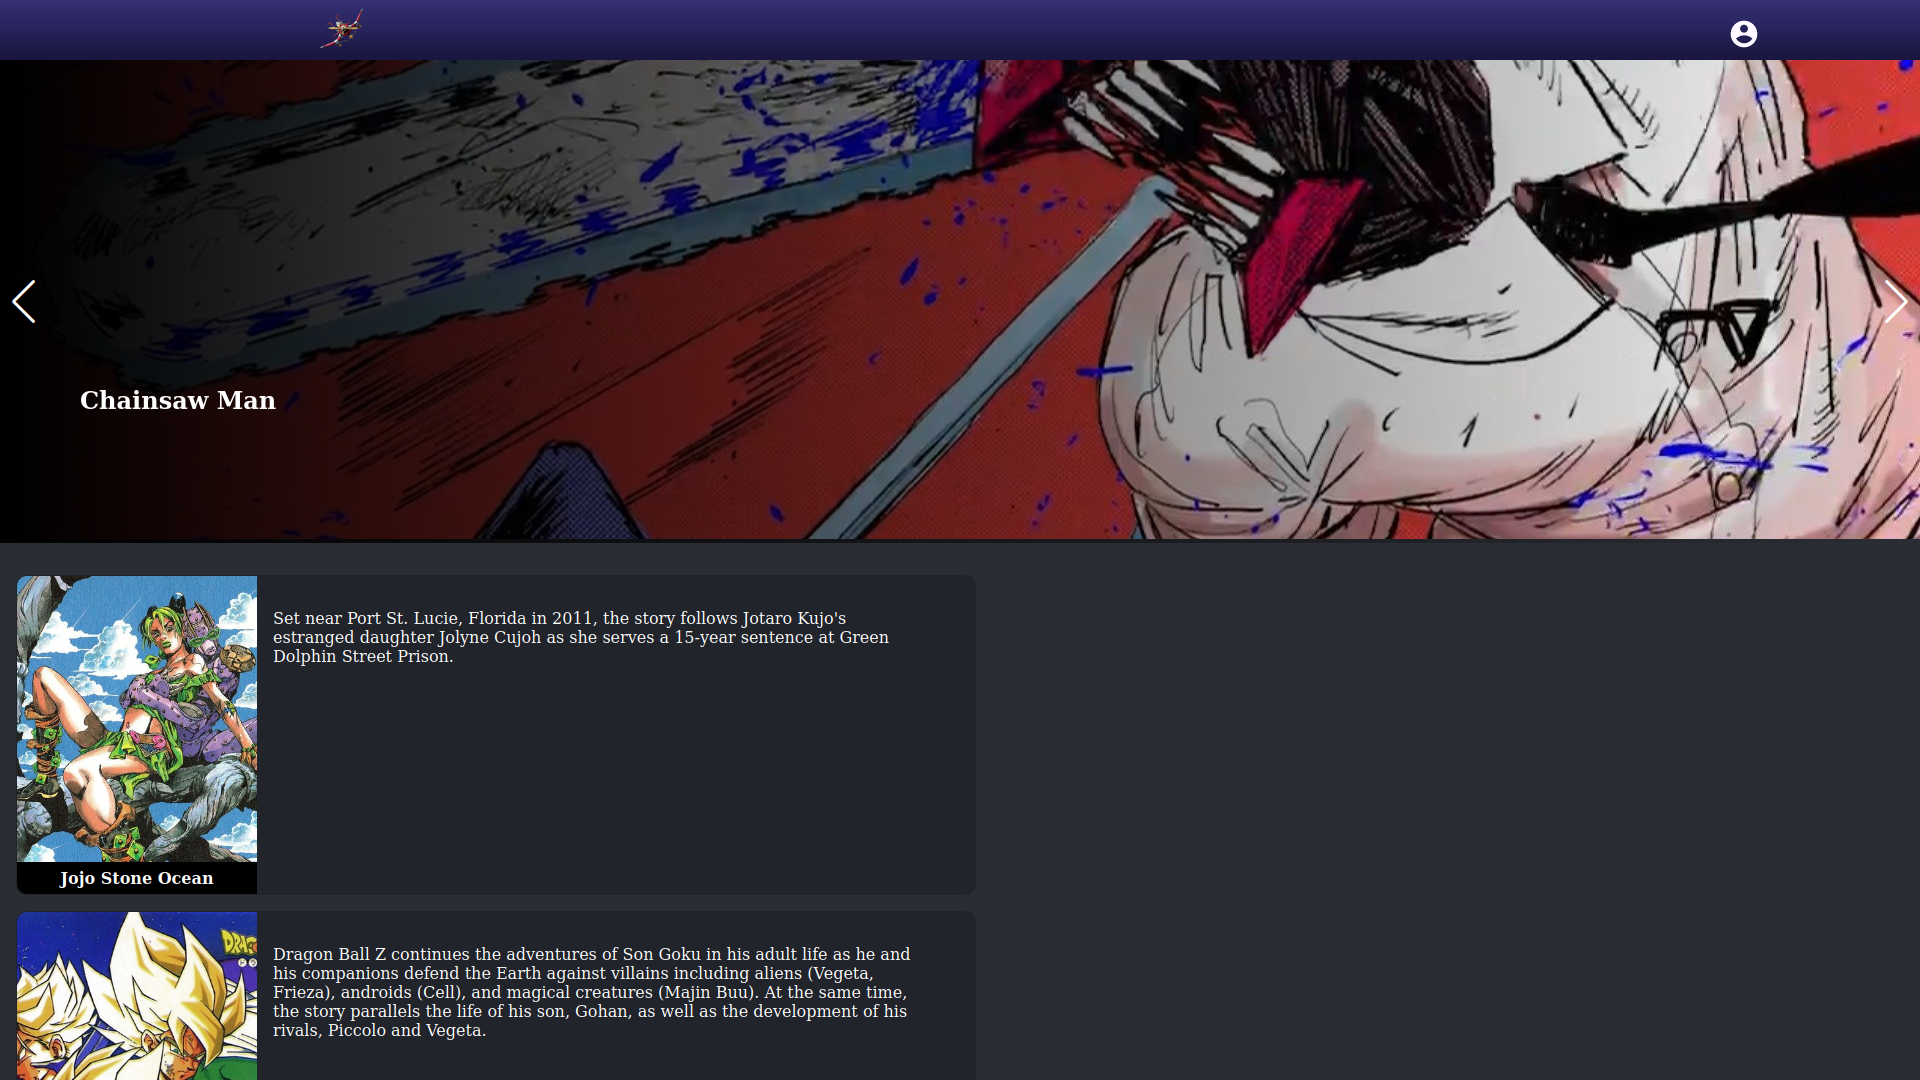 Chainsaw Man
Set near Port St. Lucie, Florida in 2011, the story follows Jotaro Kujo's
estranged daughter Jolyne Cujoh as she serves a 15-year sentence at Green
Dolphin Street Prison.
Jojo Stone Ocean
Dragon Ball Z continues the adventures of Son Goku in his adult life as he and
his companions defend the Earth against villains including aliens (Vegeta,
Frieza), androids (Cell), and magical creatures (Majin Buu). At the same time,
the story parallels the life of his son, Gohan, as well as the development of his
rivals, Piccolo and Vegeta.